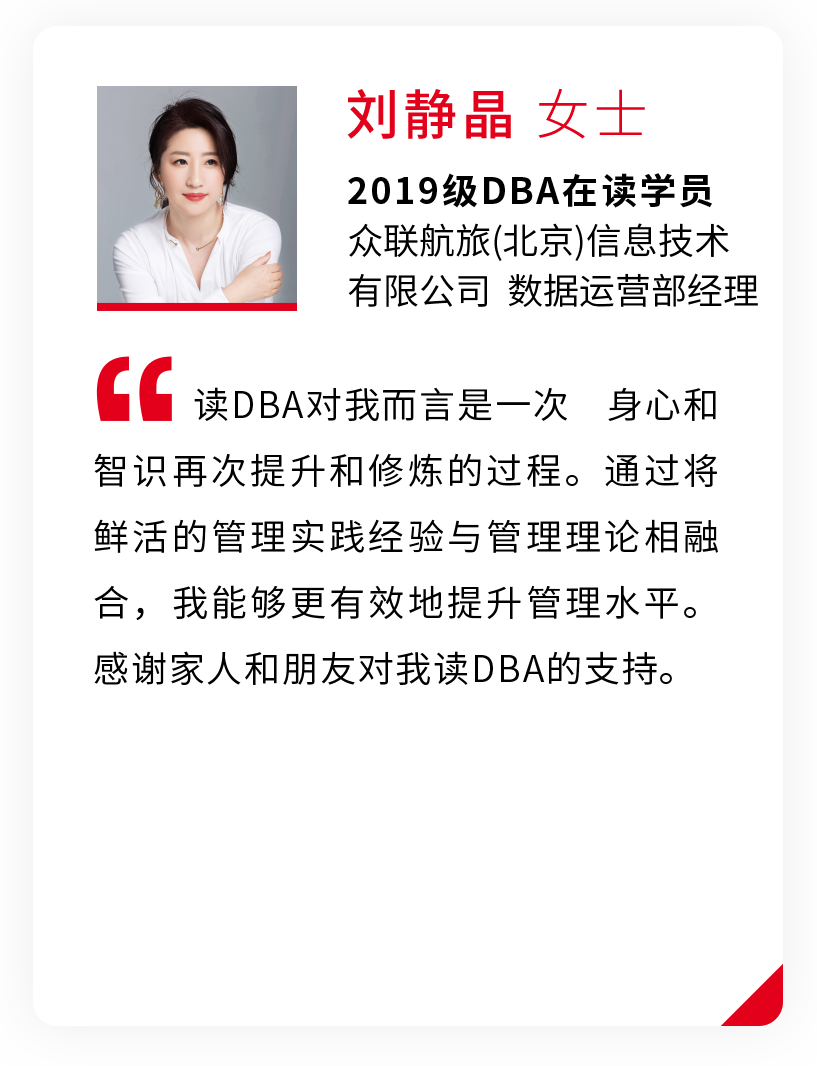 刘静晶 女士
2019级DBA在读学员
众联航旅(北京)信息技术
有限公司 数据运营部经理
“ 读DBA对我而言是一次　身心和
智识再次提升和修炼的过程。通过将
鲜活的管理实践经验与管理理论相融
合，我能够更有效地提升管理水平。
感谢家人和朋友对我读DBA的支持。